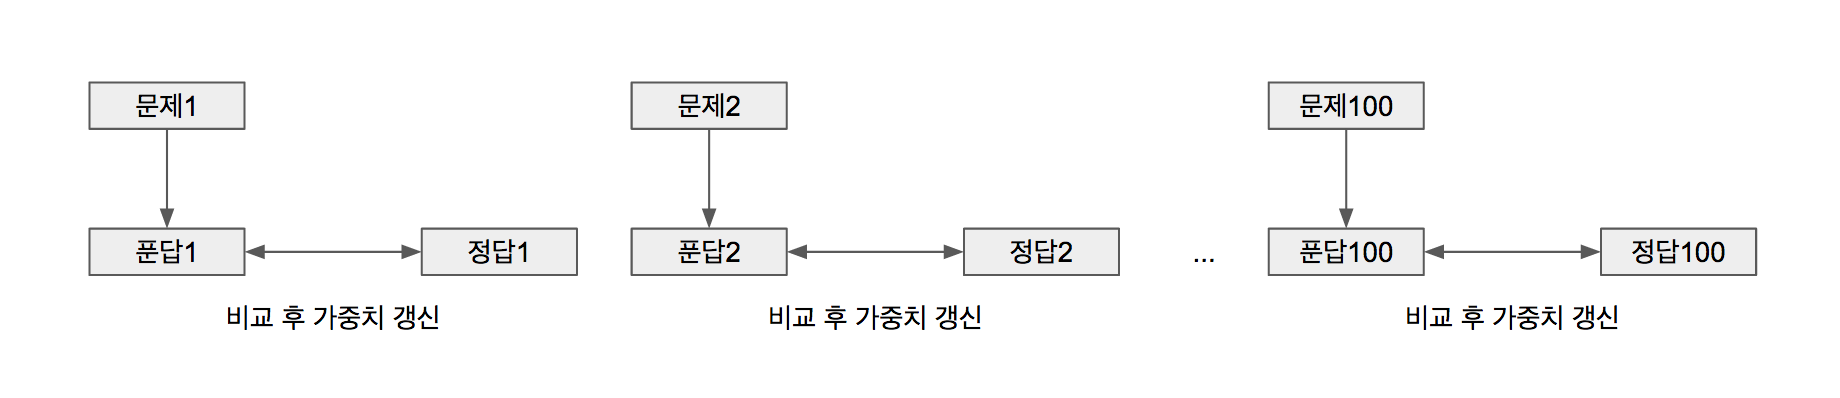 문제1
문제2
문제100
푼답1
정답1
푼답2
정답2
...
푼답100
정답100
비교 후 가중치 갱신
비교 후 가중치 갱신
비교 후 가중치 갱신